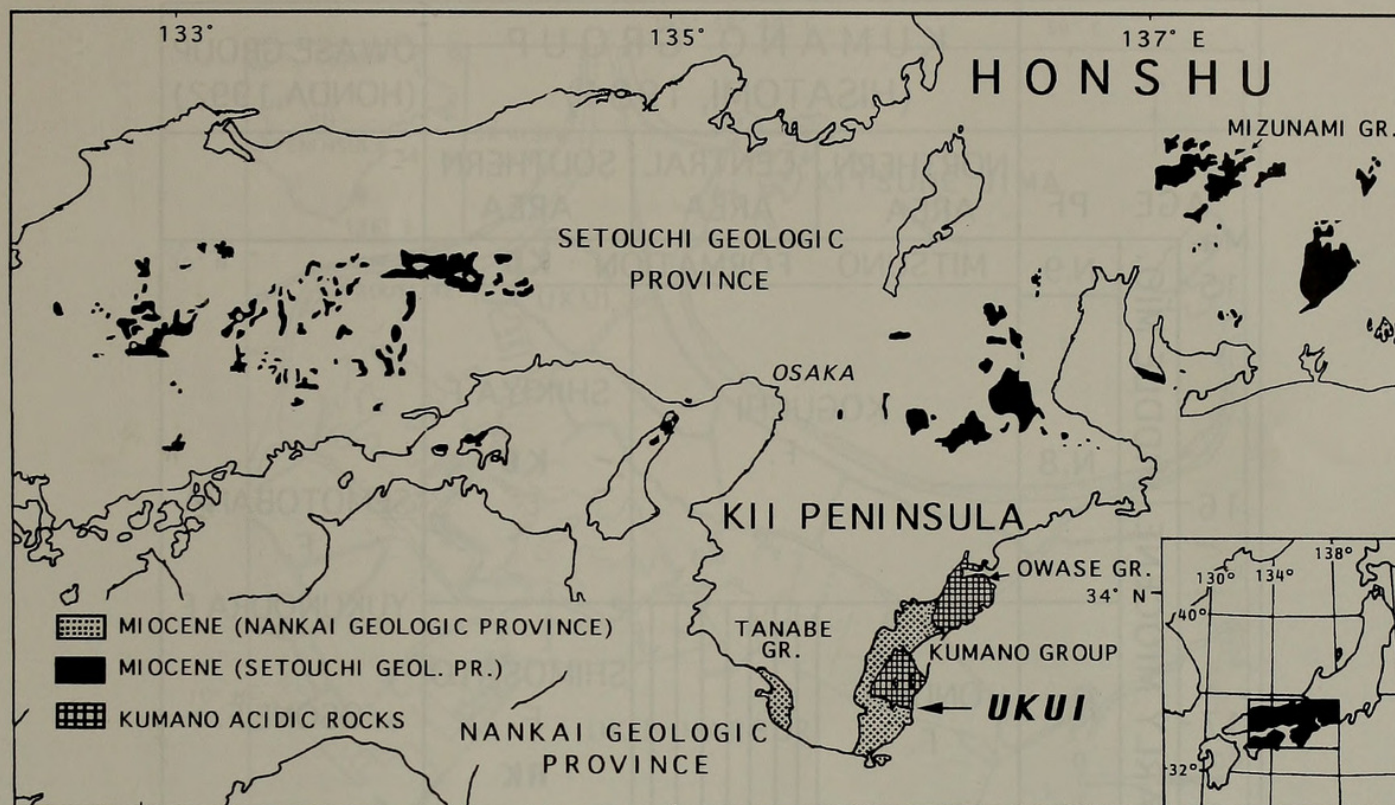 133°
135°
137° E
HONSHU
MIZUNAMI GR.
SETOUCHI GEOLOGIC
PROVINCE
OSAKA
KII PENINSULA
OWASE GR.
34° N
MIOCENE (NANKAI GEOLOGIC PROVINCE)
MIOCENE (SETOUCHI GEOL. PR.)
KUMANO ACIDIC ROCKS
TANABE
GR.
KUMANO GROUP
UKUI
NANKAI GEOLOGIC
PROVINCE
138°
130° 134°
40°
32°